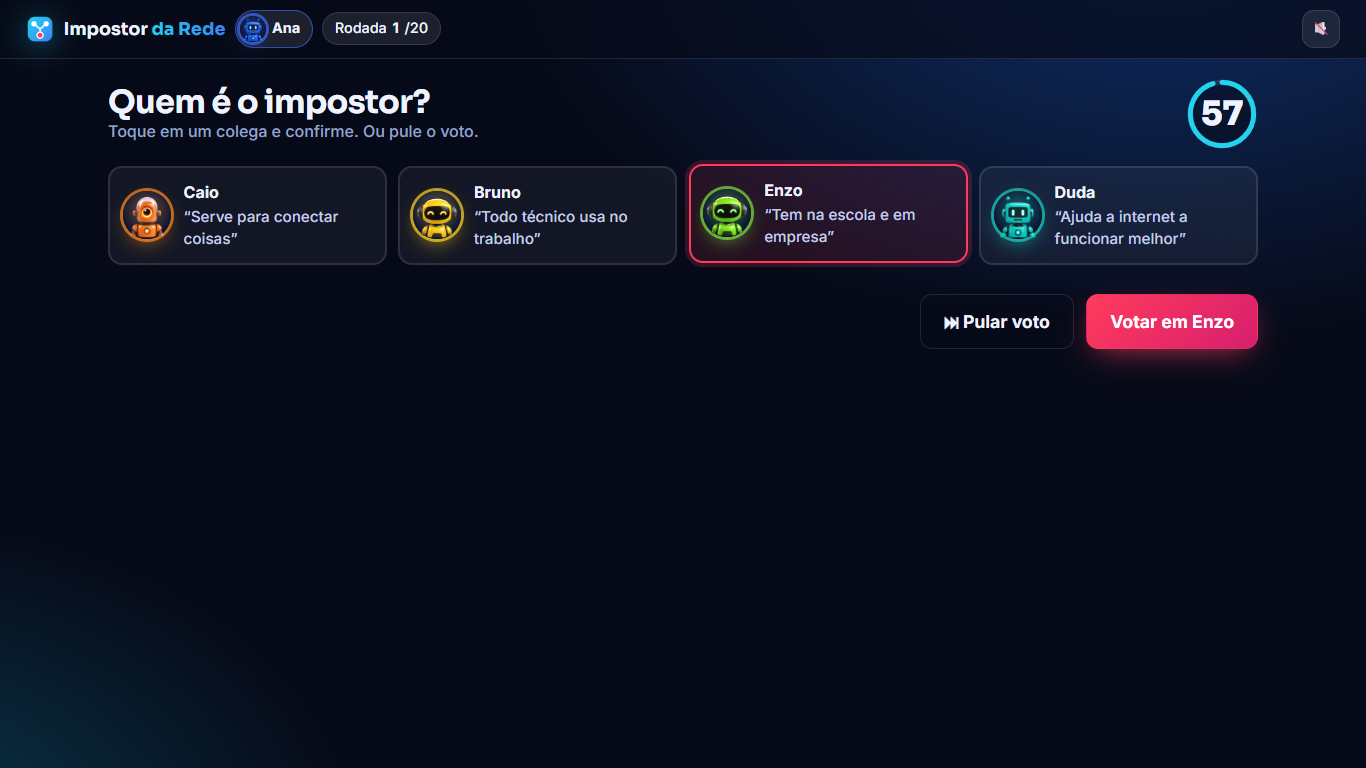 Impostor da Rede
Ana
Rodada 1 /20
Quem é o impostor?
Toque em um colega e confirme. Ou pule o voto.
57
Caio
“Serve para conectar
coisas”
Bruno
“Todo técnico usa no
trabalho”
Enzo
“Tem na escola e em
empresa”
Duda
“Ajuda a internet a
funcionar melhor”
Pular voto
Votar em Enzo